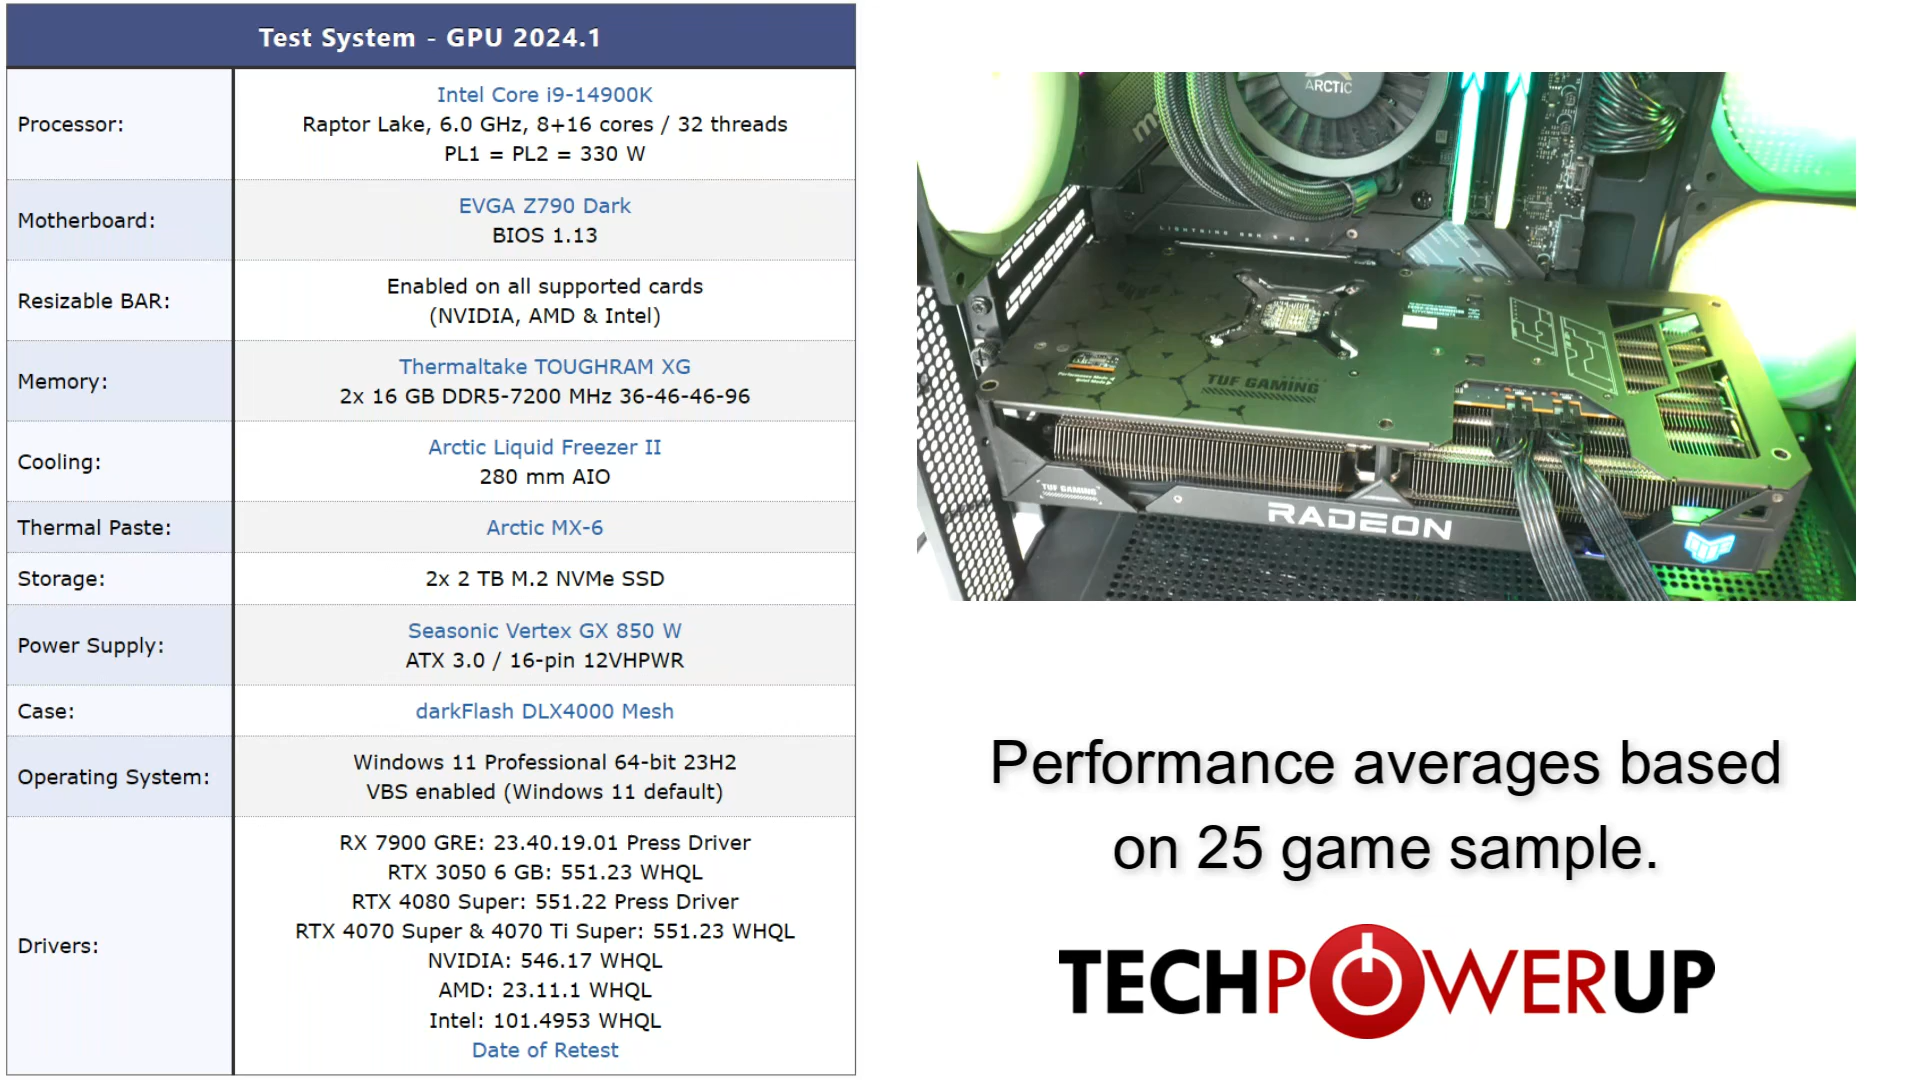 Test System - GPU 2024.1
Processor:
Intel Core i9-14900K
Raptor Lake, 6.0 GHz, 8+16 cores / 32 threads
PL1 = PL2 = 330 W
Motherboard:
EVGA Z790 Dark
BIOS 1.13
Resizable BAR:
Enabled on all supported cards
(NVIDIA, AMD & Intel)
Memory:
Thermaltake TOUGHRAM XG
2x 16 GB DDR5-7200 MHz 36-46-46-96
Cooling:
Arctic Liquid Freezer II
280 mm AIO
Thermal Paste:
Arctic MX-6
Storage:
2x 2 TB M.2 NVMe SSD
Power Supply:
Seasonic Vertex GX 850 W
ATX 3.0 / 16-pin 12VHPWR
Case:
darkFlash DLX4000 Mesh
Operating System:
Windows 11 Professional 64-bit 23H2
VBS enabled (Windows 11 default)
Drivers:
RX 7900 GRE: 23.40.19.01 Press Driver
RTX 3050 6 GB: 551.23 WHQL
RTX 4080 Super: 551.22 Press Driver
RTX 4070 Super & 4070 Ti Super: 551.23 WHQL
NVIDIA: 546.17 WHQL
AMD: 23.11.1 WHQL
Intel: 101.4953 WHQL
Date of Retest
ARCTIC
TUF GAMING
Performance Mode
Quiet Mode
TUF GAMING
RADEON
Performance averages based
on 25 game sample.
TECHPOWERUP